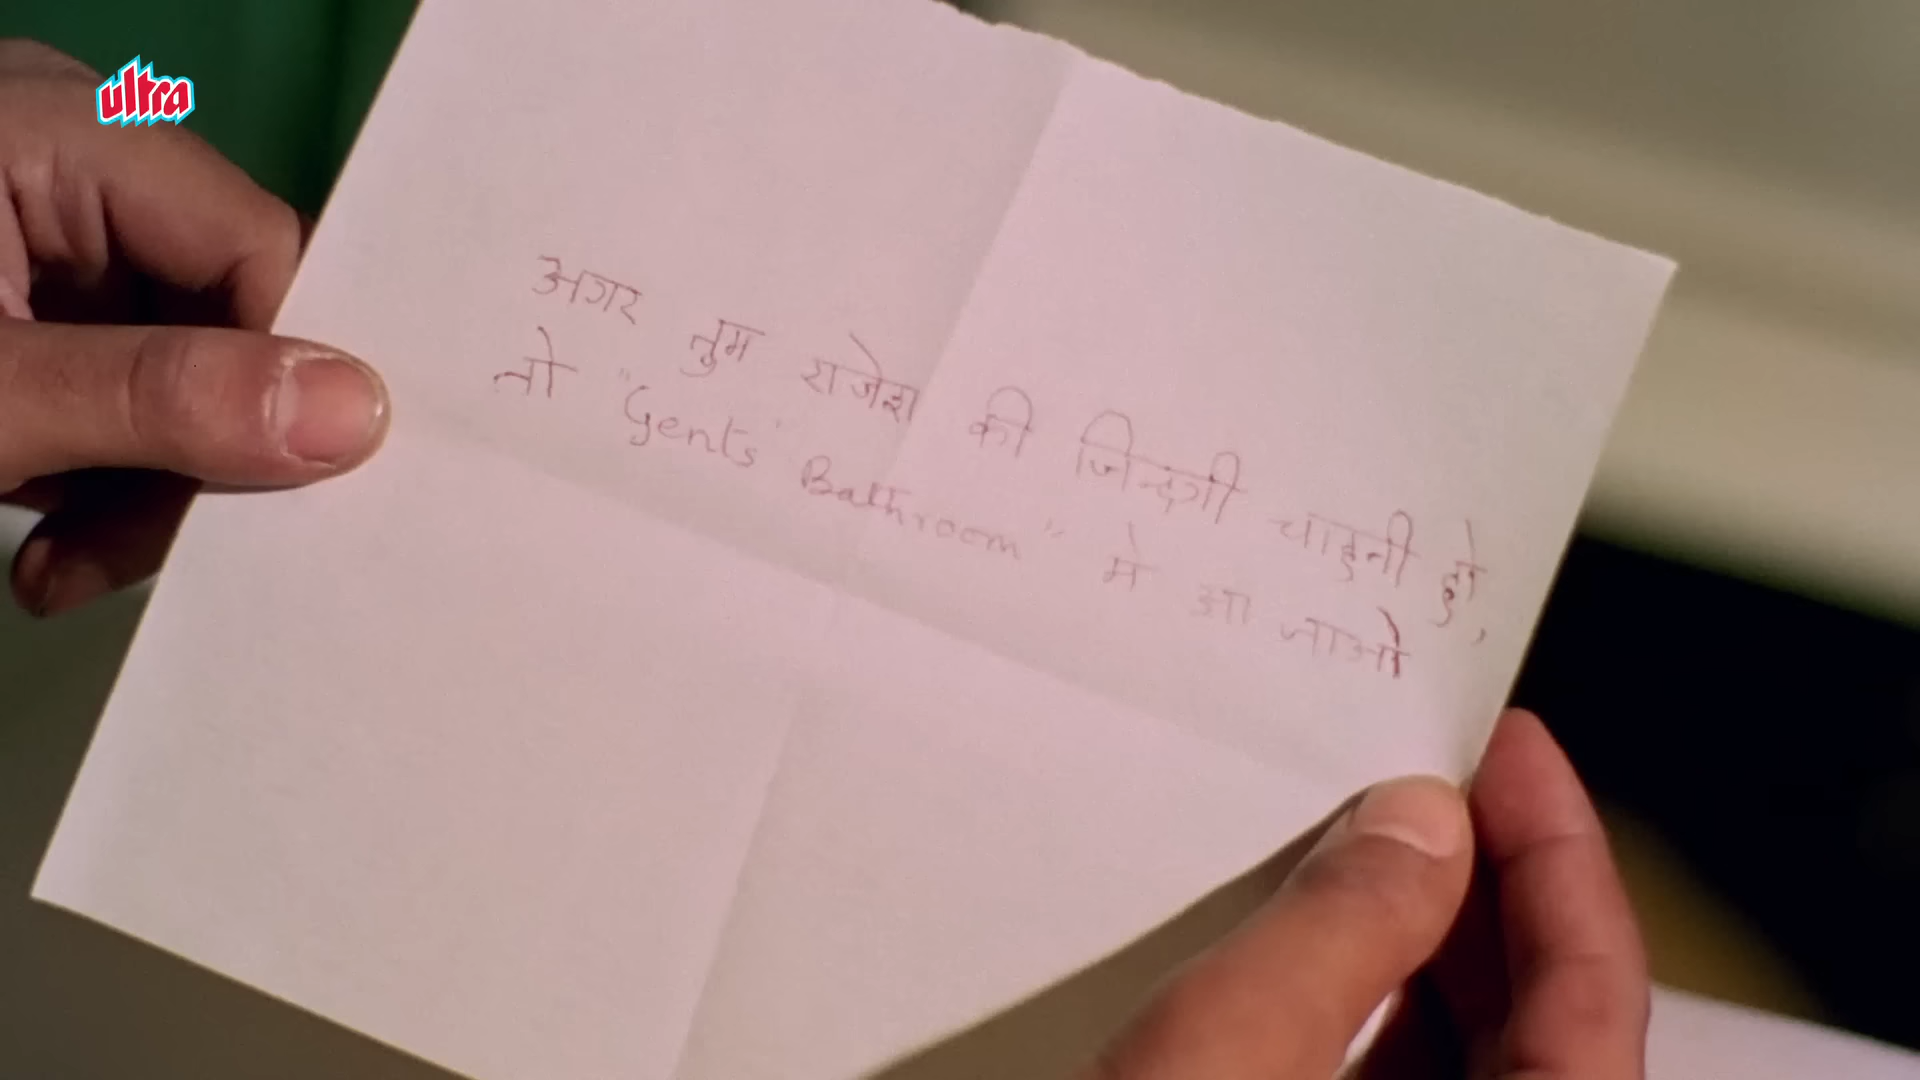 ultra
अगर तुम राजेश की जिन्दगी चाहती हो,
तो "Gents' Bathroom" मे आ जाओ